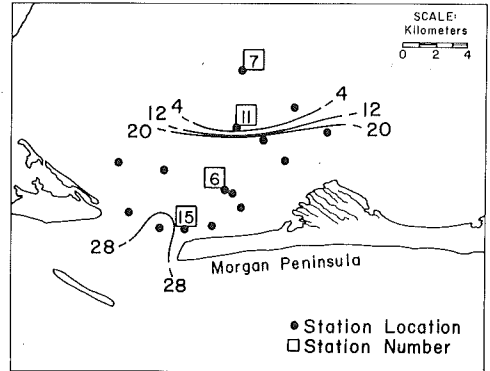 SCALE:
Kilometers
0 2 4
7
4 4
12 11 12
20 20
6
15
28
28
Morgan Peninsula
Station Location
Station Number